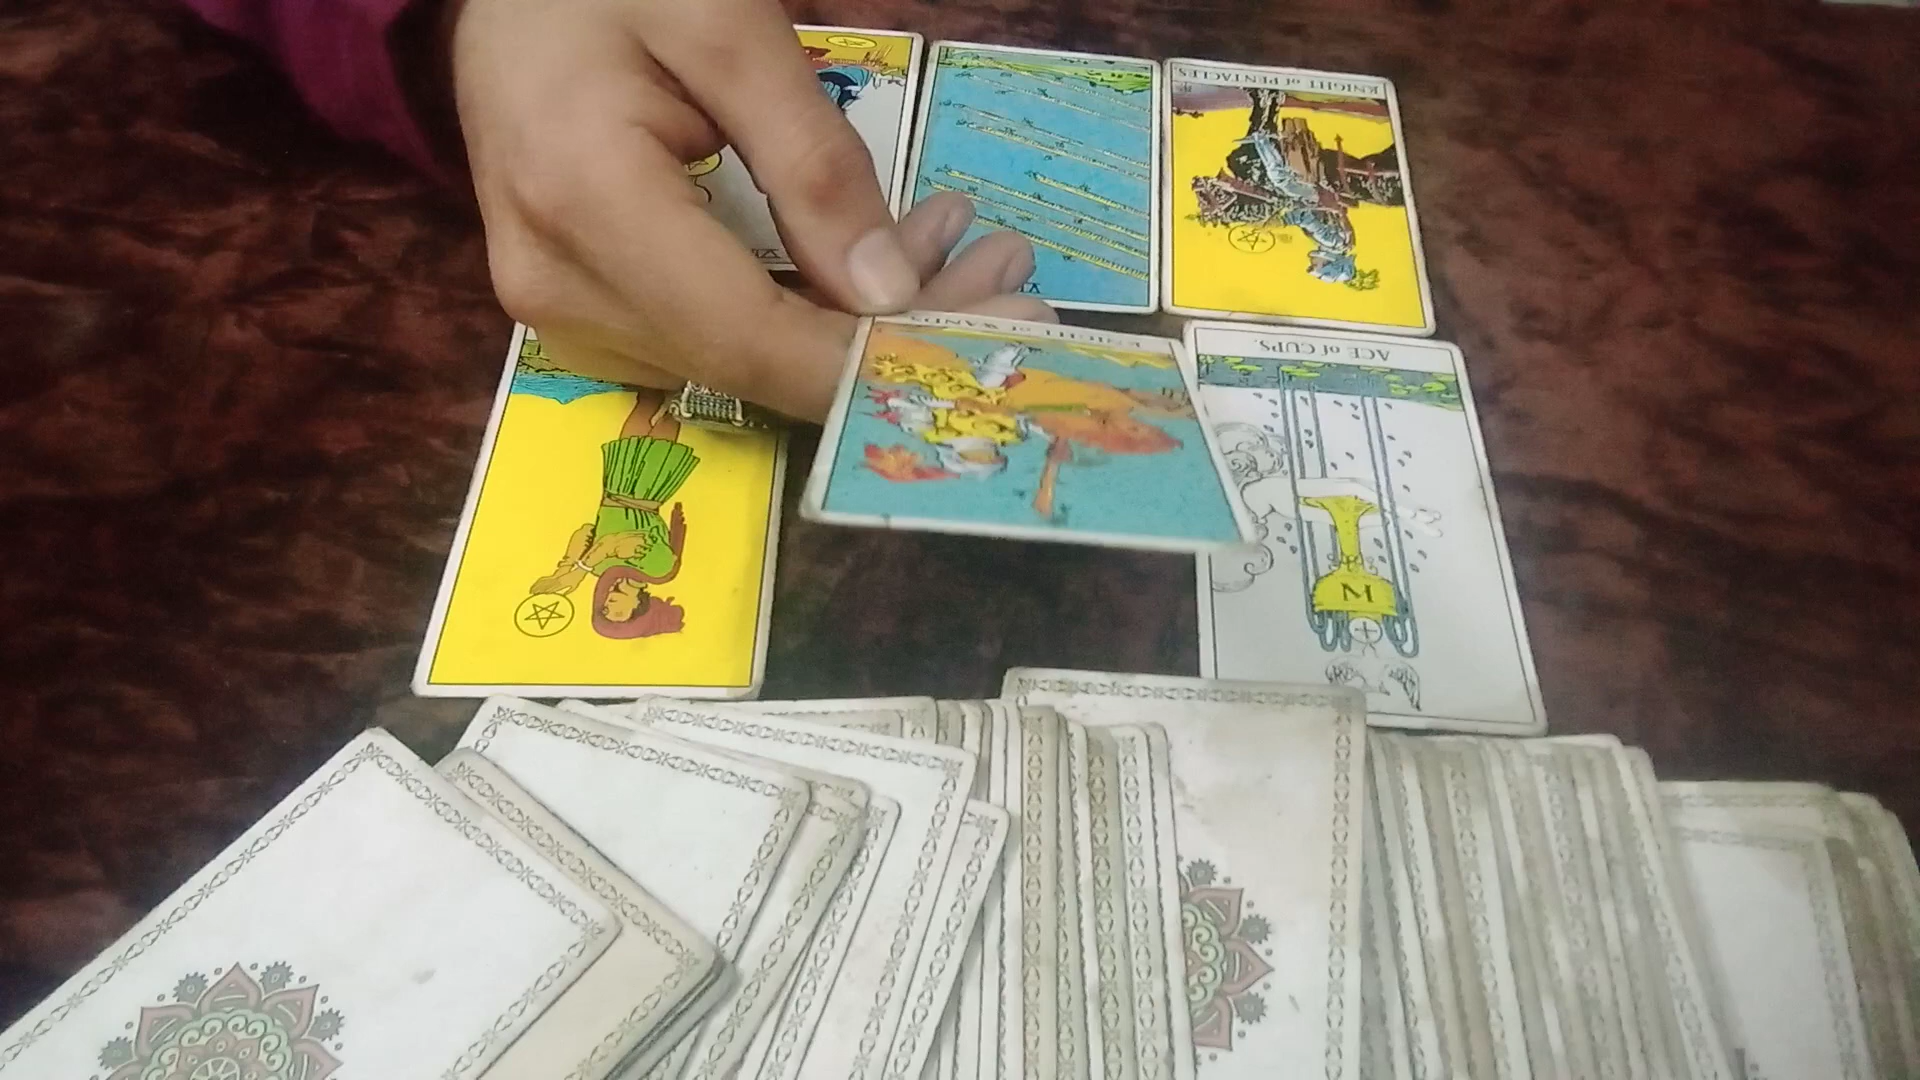 KNIGHT of PENTACLES.
KNIGHT of WANDS
ACE of CUPS.